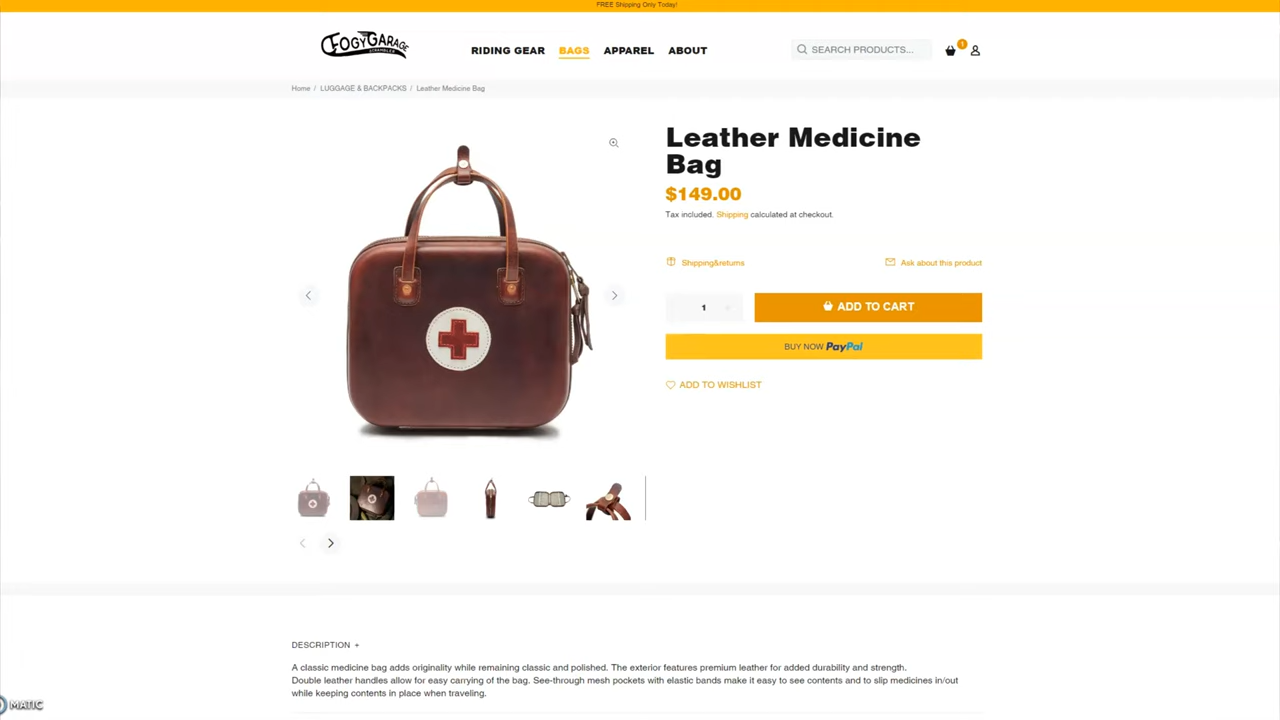 FREE Shipping Only Today!
FOGYGARAGE
SCRAMBLER
RIDING GEAR BAGS APPAREL ABOUT
SEARCH PRODUCTS...
1
Home / LUGGAGE & BACKPACKS / Leather Medicine Bag
Leather Medicine
Bag
$149.00
Tax included. Shipping calculated at checkout.
Shipping&returns
Ask about this product
1
ADD TO CART
BUY NOW PayPal
ADD TO WISHLIST
DESCRIPTION +
A classic medicine bag adds originality while remaining classic and polished. The exterior features premium leather for added durability and strength.
Double leather handles allow for easy carrying of the bag. See-through mesh pockets with elastic bands make it easy to see contents and to slip medicines in/out
while keeping contents in place when traveling.
MATIC